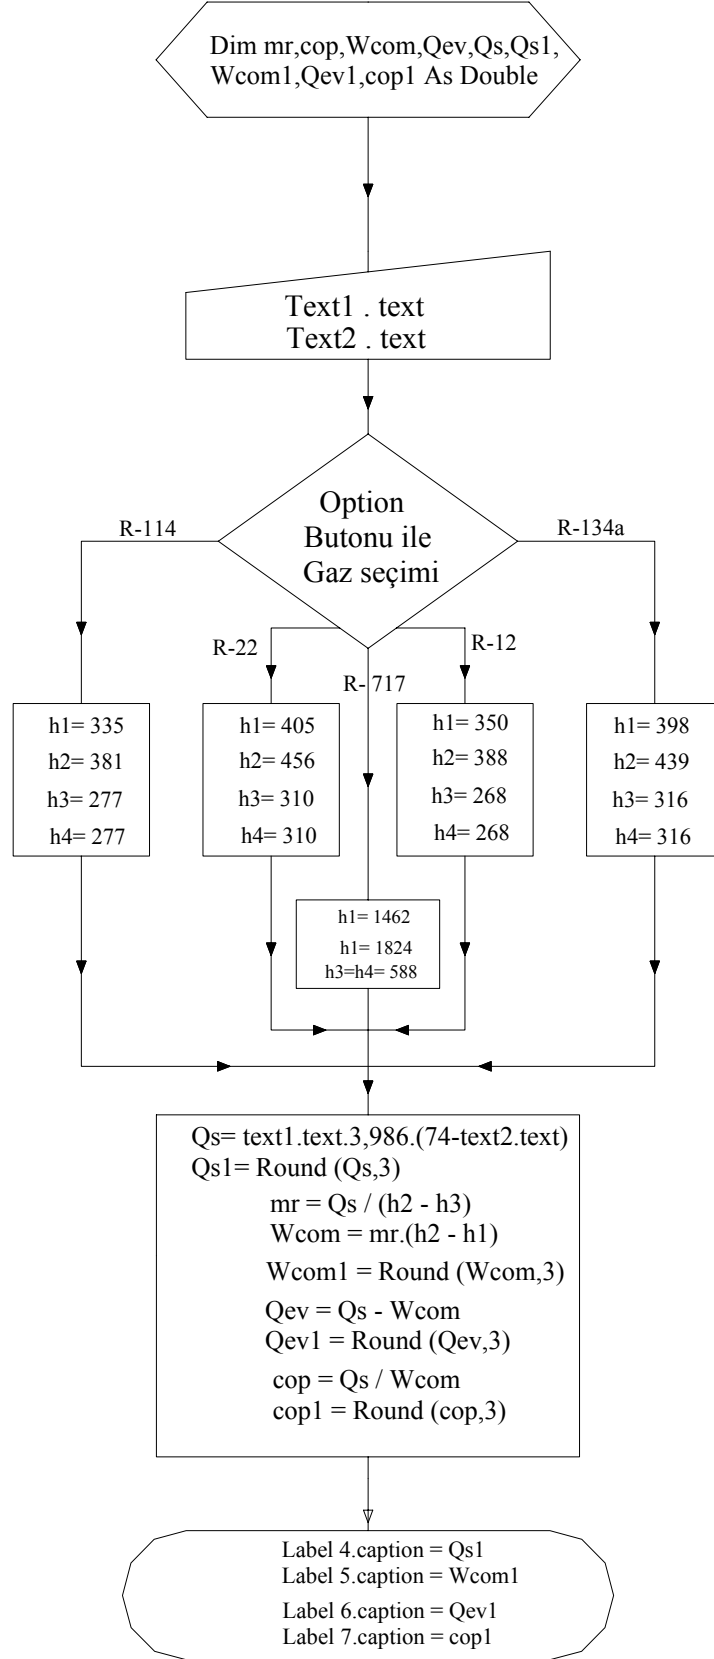 Dim mr,cop,Wcom,Qev,Qs,Qs1,
Wcom1,Qev1,cop1 As Double
Text1 . text
Text2 . text
Option
Butonu ile
Gaz seçimi
R-114
R-134a
R-22
R-12
R- 717
h1= 335
h2= 381
h3= 277
h4= 277
h1= 405
h2= 456
h3= 310
h4= 310
h1= 350
h2= 388
h3= 268
h4= 268
h1= 398
h2= 439
h3= 316
h4= 316
h1= 1462
h1= 1824
h3=h4= 588
Qs= text1.text.3,986.(74-text2.text)
Qs1= Round (Qs,3)
mr = Qs / (h2 - h3)
Wcom = mr.(h2 - h1)
Wcom1 = Round (Wcom,3)
Qev = Qs - Wcom
Qev1 = Round (Qev,3)
cop = Qs / Wcom
cop1 = Round (cop,3)
Label 4.caption = Qs1
Label 5.caption = Wcom1
Label 6.caption = Qev1
Label 7.caption = cop1